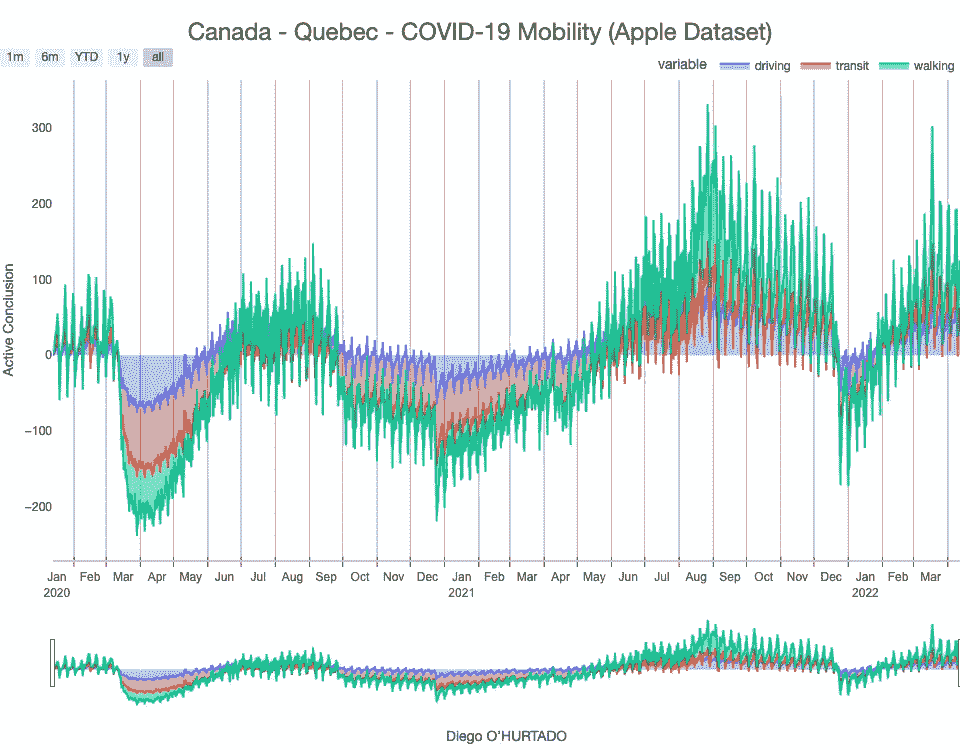 Canada - Quebec - COVID-19 Mobility (Apple Dataset)
1m 6m YTD 1y all
variable driving transit walking
300
200
100
0
−100
−200
Active Conclusion
Jan Feb Mar Apr May Jun Jul Aug Sep Oct Nov Dec Jan Feb Mar Apr May Jun Jul Aug Sep Oct Nov Dec Jan Feb Mar
2020 2021 2022
Diego O'HURTADO